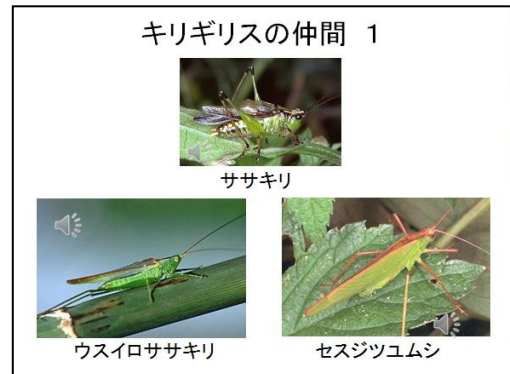 キリギリスの仲間 1
ササキリ
ウスイロササキリ
セスジツユムシ